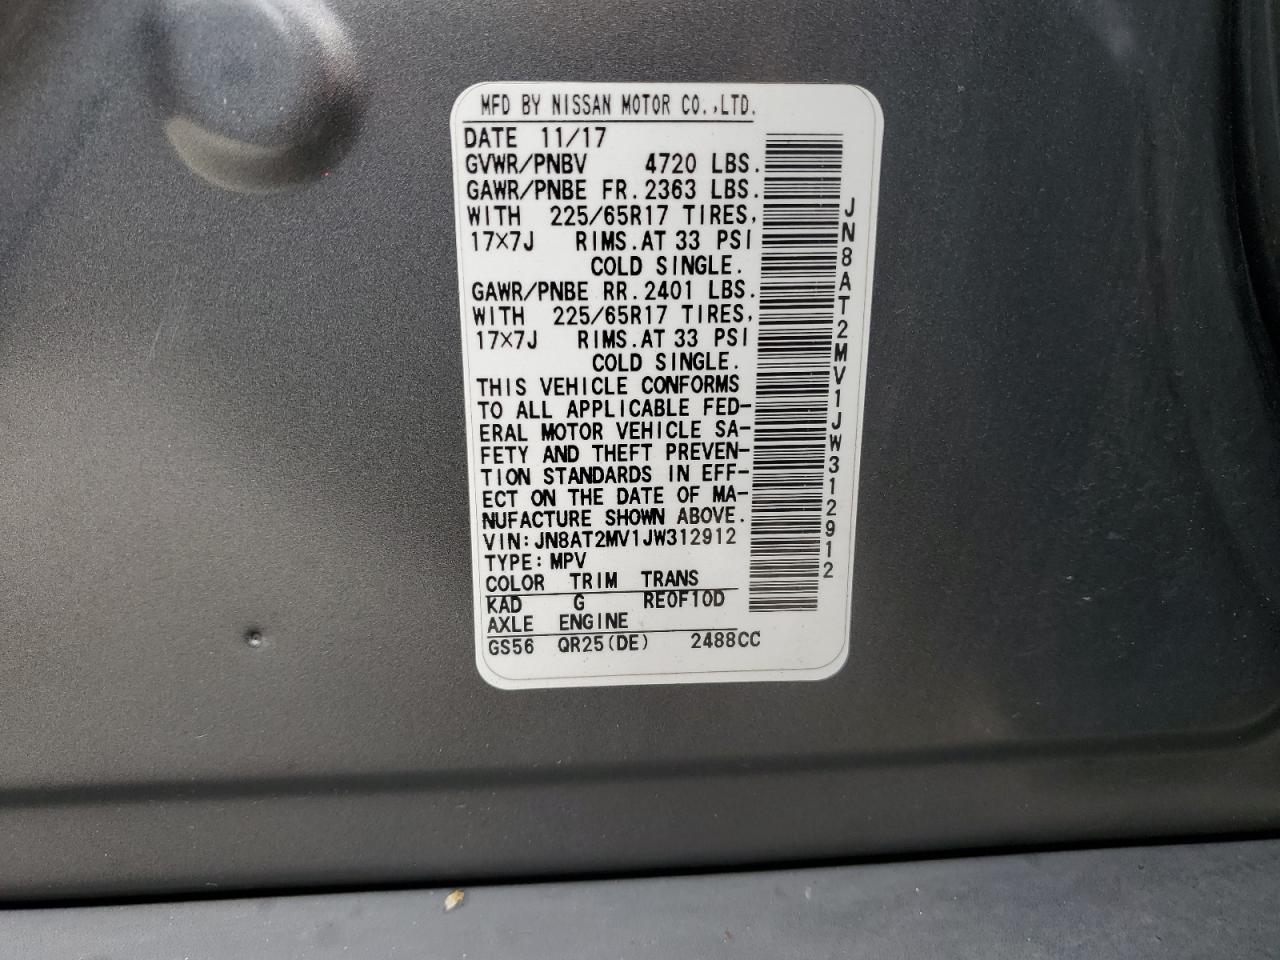 MFD BY NISSAN MOTOR CO.,LTD.
DATE 11/17
GVWR/PNBV 4720 LBS.
GAWR/PNBE FR.2363 LBS.
WITH 225/65R17 TIRES,
17×7J RIMS.AT 33 PSI
COLD SINGLE.
GAWR/PNBE RR.2401 LBS.
WITH 225/65R17 TIRES,
17×7J RIMS.AT 33 PSI
COLD SINGLE.
THIS VEHICLE CONFORMS
TO ALL APPLICABLE FED-
ERAL MOTOR VEHICLE SA-
FETY AND THEFT PREVEN-
TION STANDARDS IN EFF-
ECT ON THE DATE OF MA-
NUFACTURE SHOWN ABOVE.
VIN:JN8AT2MV1JW312912
TYPE:MPV
COLOR TRIM TRANS
KAD G RE0F10D
AXLE ENGINE
GS56 QR25(DE) 2488CC
JN8AT2MV1JW312912